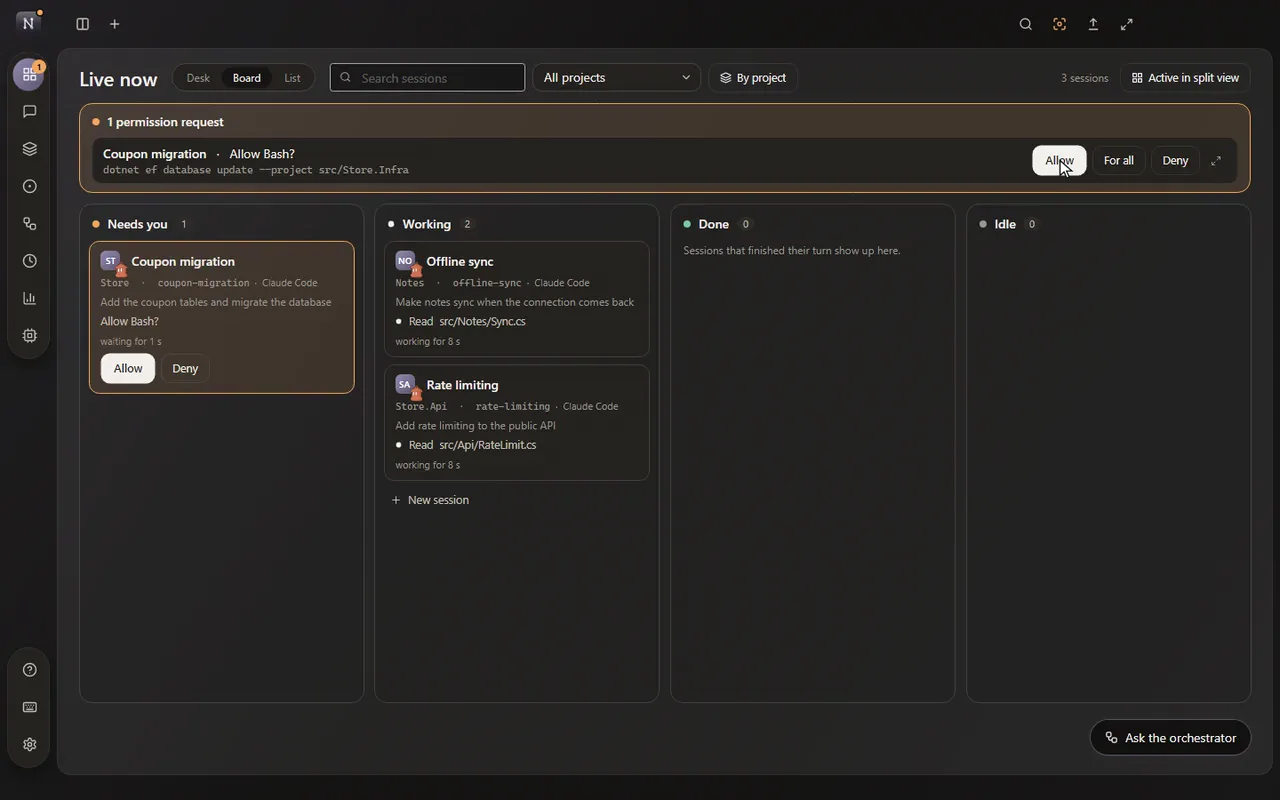 N
1
Live now
Desk
Board
List
Search sessions
All projects
By project
3 sessions
Active in split view
1 permission request
Coupon migration · Allow Bash?
dotnet ef database update --project src/Store.Infra
Allow
For all
Deny
Needs you 1
ST
Coupon migration
Store · coupon-migration · Claude Code
Add the coupon tables and migrate the database
Allow Bash?
waiting for 1 s
Allow
Deny
Working 2
NO
Offline sync
Notes · offline-sync · Claude Code
Make notes sync when the connection comes back
Read src/Notes/Sync.cs
working for 8 s
SA
Rate limiting
Store.Api · rate-limiting · Claude Code
Add rate limiting to the public API
Read src/Api/RateLimit.cs
working for 8 s
+ New session
Done 0
Sessions that finished their turn show up here.
Idle 0
Ask the orchestrator